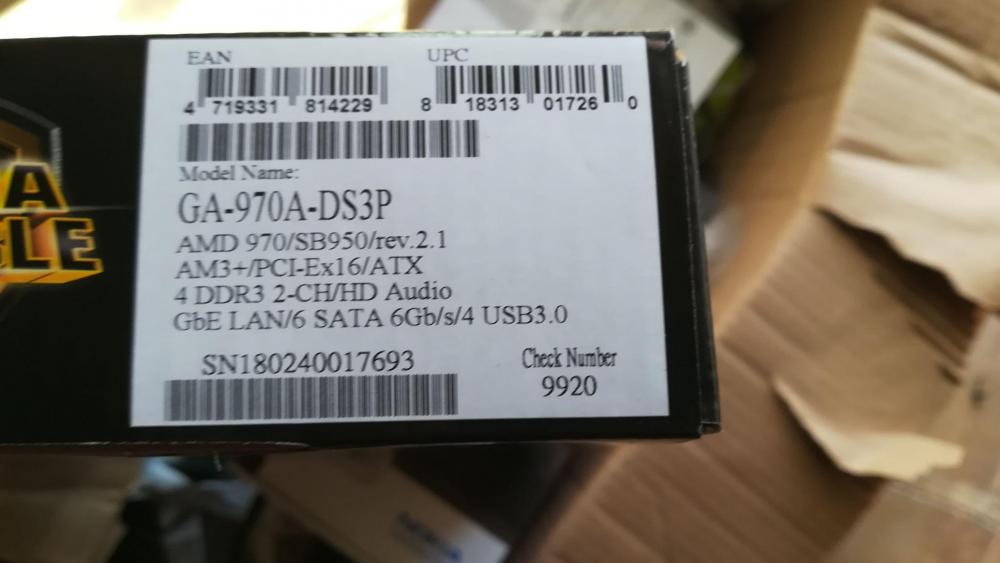 EAN UPC
4 719331 814229 8 18313 01726 0
Model Name:
GA-970A-DS3P
AMD 970/SB950/rev.2.1
AM3+/PCI-Ex16/ATX
4 DDR3 2-CH/HD Audio
GbE LAN/6 SATA 6Gb/s/4 USB3.0
SN180240017693 Check Number
9920